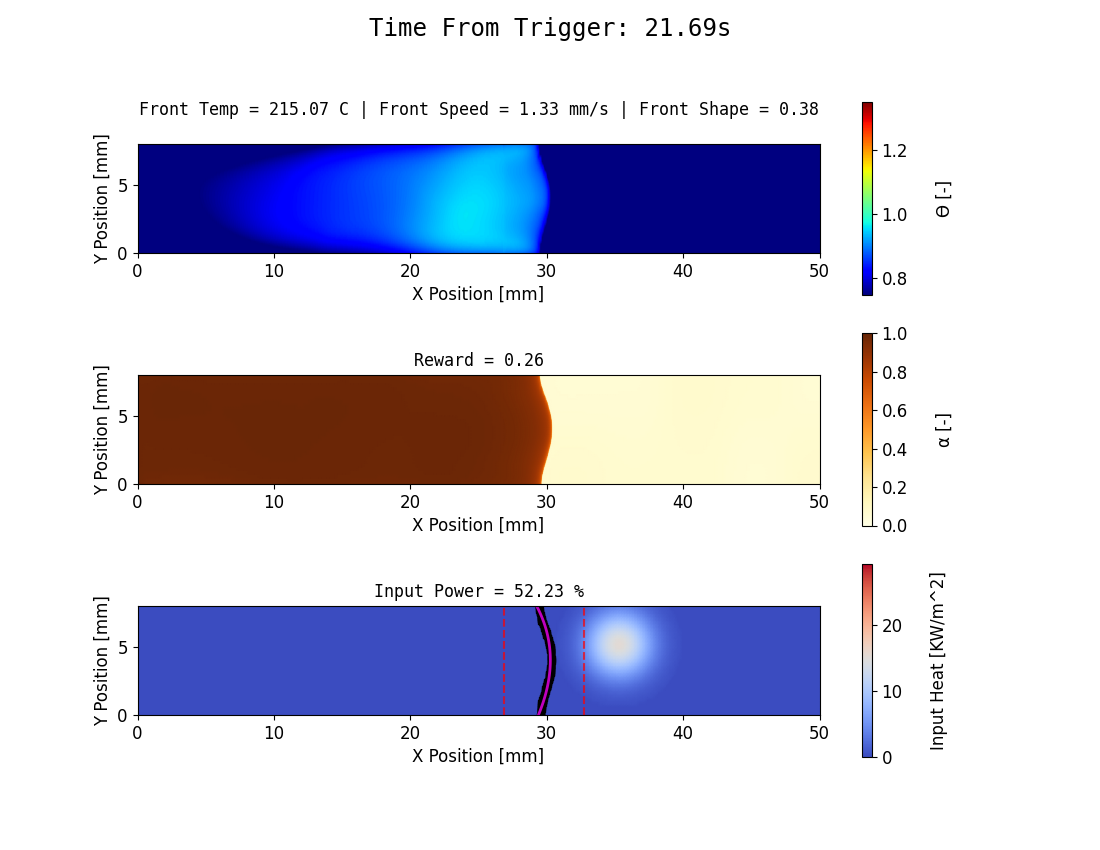 Time From Trigger: 21.69s
Front Temp = 215.07 C | Front Speed = 1.33 mm/s | Front Shape = 0.38
Y Position [mm]
5
0
0 10 20 30 40 50
X Position [mm]
1.2
1.0
0.8
Θ [-]
Reward = 0.26
Y Position [mm]
5
0
0 10 20 30 40 50
X Position [mm]
1.0
0.8
0.6
0.4
0.2
0.0
α [-]
Input Power = 52.23 %
Y Position [mm]
5
0
0 10 20 30 40 50
X Position [mm]
20
10
0
Input Heat [KW/m^2]